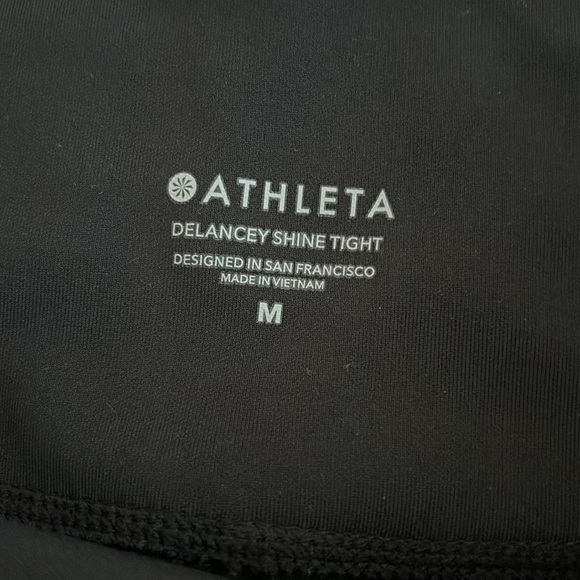 ATHLETA
DELANCEY SHINE TIGHT
DESIGNED IN SAN FRANCISCO
MADE IN VIETNAM
M